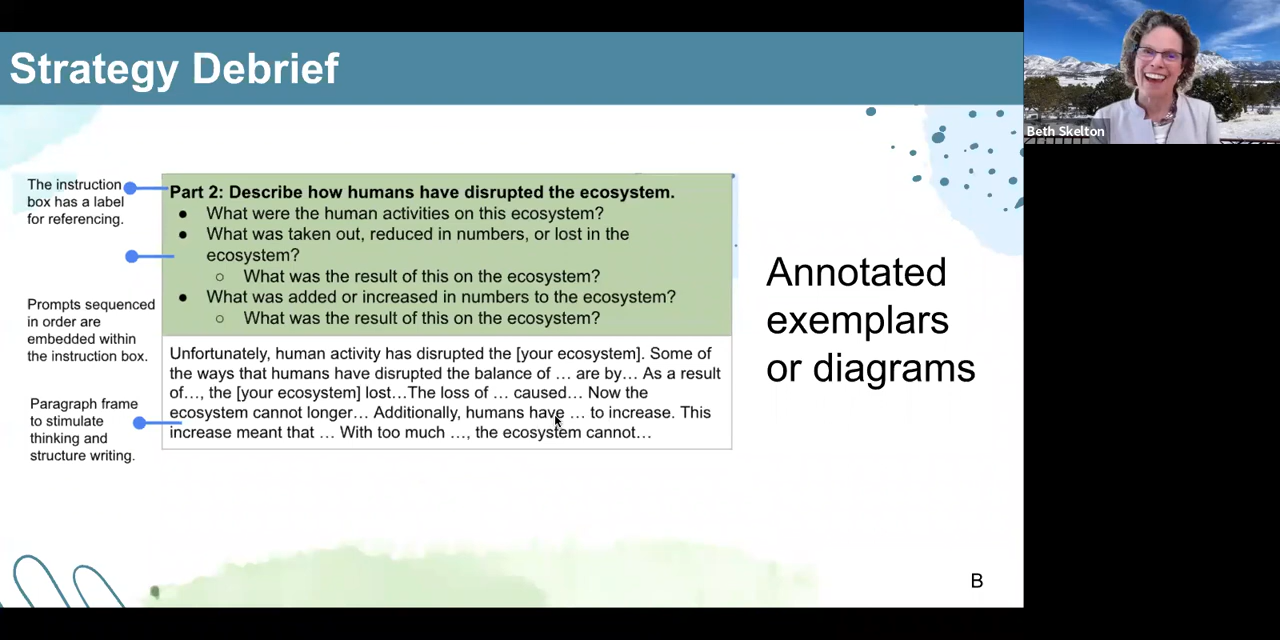 Strategy Debrief
Beth Skelton
The instruction
box has a label
for referencing.
Prompts sequenced
in order are
embedded within
the instruction box.
Paragraph frame
to stimulate
thinking and
structure writing.
Part 2: Describe how humans have disrupted the ecosystem.
● What were the human activities on this ecosystem?
● What was taken out, reduced in numbers, or lost in the
ecosystem?
○ What was the result of this on the ecosystem?
● What was added or increased in numbers to the ecosystem?
○ What was the result of this on the ecosystem?
Unfortunately, human activity has disrupted the [your ecosystem]. Some of
the ways that humans have disrupted the balance of … are by… As a result
of…, the [your ecosystem] lost…The loss of … caused… Now the
ecosystem cannot longer… Additionally, humans have … to increase. This
increase meant that … With too much …, the ecosystem cannot…
Annotated
exemplars
or diagrams
B